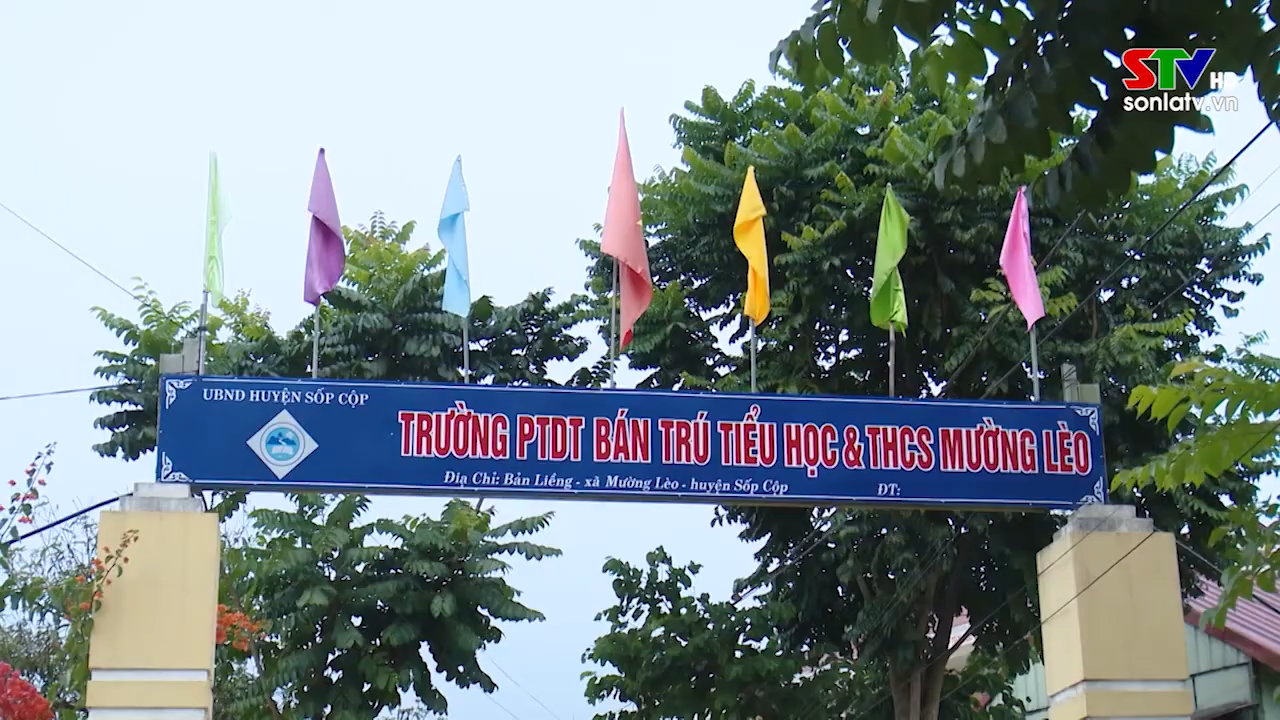 STV HD
sonlatv.vn
UBND HUYỆN SỐP CỘP
TRƯỜNG PTDT BÁN TRÚ TIỂU HỌC & THCS MƯỜNG LÈO
Địa Chỉ: Bản Liềng - xã Mường Lèo - huyện Sốp Cộp ĐT: